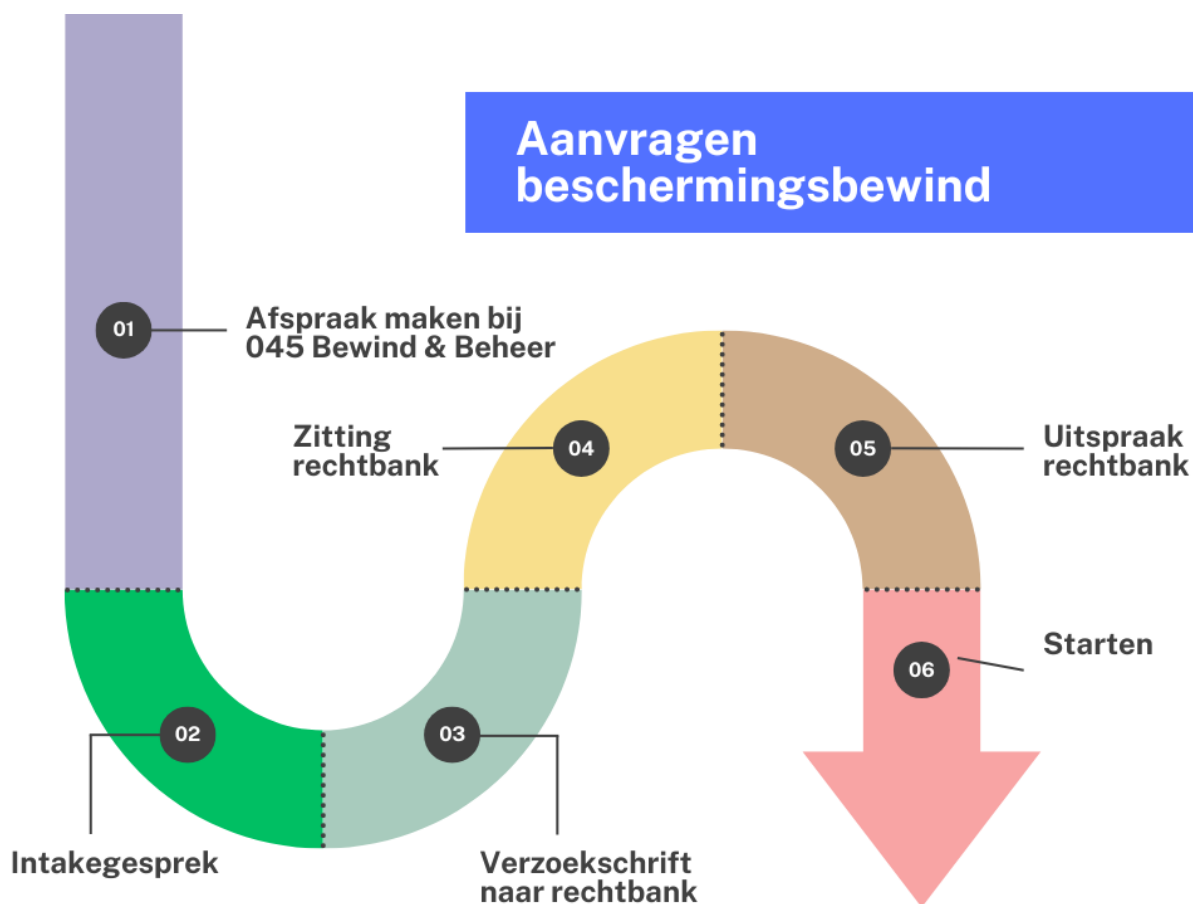 Aanvragen
beschermingsbewind
01
Afspraak maken bij
045 Bewind & Beheer
02
Intakegesprek
03
Verzoekschrift
naar rechtbank
04
Zitting
rechtbank
05
Uitspraak
rechtbank
06
Starten